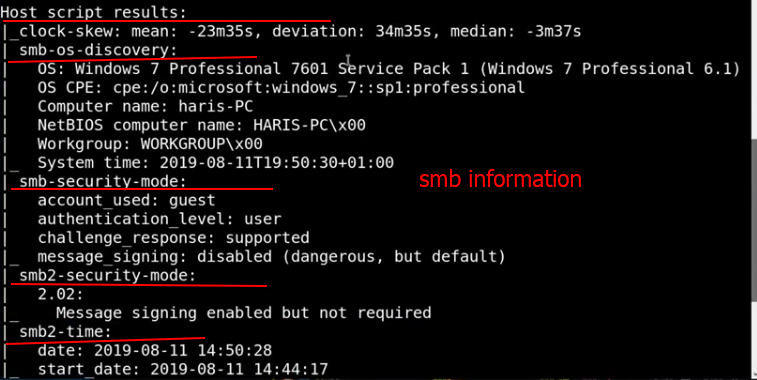 Host script results:
|_clock-skew: mean: -23m35s, deviation: 34m35s, median: -3m37s
| smb-os-discovery:
|   OS: Windows 7 Professional 7601 Service Pack 1 (Windows 7 Professional 6.1)
|   OS CPE: cpe:/o:microsoft:windows_7::sp1:professional
|   Computer name: haris-PC
|   NetBIOS computer name: HARIS-PC\x00
|   Workgroup: WORKGROUP\x00
|_  System time: 2019-08-11T19:50:30+01:00
| smb-security-mode:
smb information
|   account_used: guest
|   authentication_level: user
|   challenge_response: supported
|_  message_signing: disabled (dangerous, but default)
| smb2-security-mode:
|   2.02:
|_    Message signing enabled but not required
| smb2-time:
|   date: 2019-08-11 14:50:28
|_  start_date: 2019-08-11 14:44:17